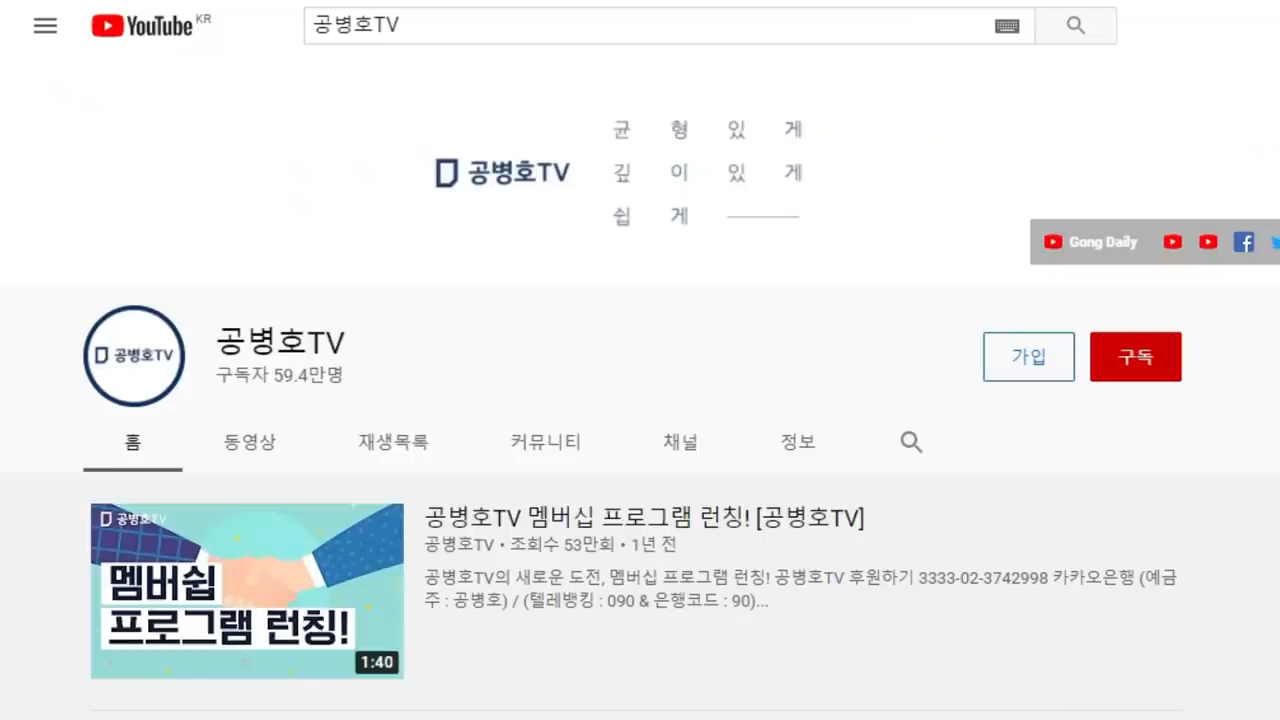 YouTube KR
공병호TV
균 형 있 게
공병호TV
깊 이 있 게
쉽 게
Gong Daily
공병호TV
공병호TV
구독자 59.4만명
가입
구독
홈
동영상
재생목록
커뮤니티
채널
정보
공병호TV
멤버쉽
프로그램 런칭!
1:40
공병호TV 멤버십 프로그램 런칭! [공병호TV]
공병호TV • 조회수 53만회 • 1년 전
공병호TV의 새로운 도전, 멤버십 프로그램 런칭! 공병호TV 후원하기 3333-02-3742998 카카오은행 (예금
주 : 공병호) / (텔레뱅킹 : 090 & 은행코드 : 90)...